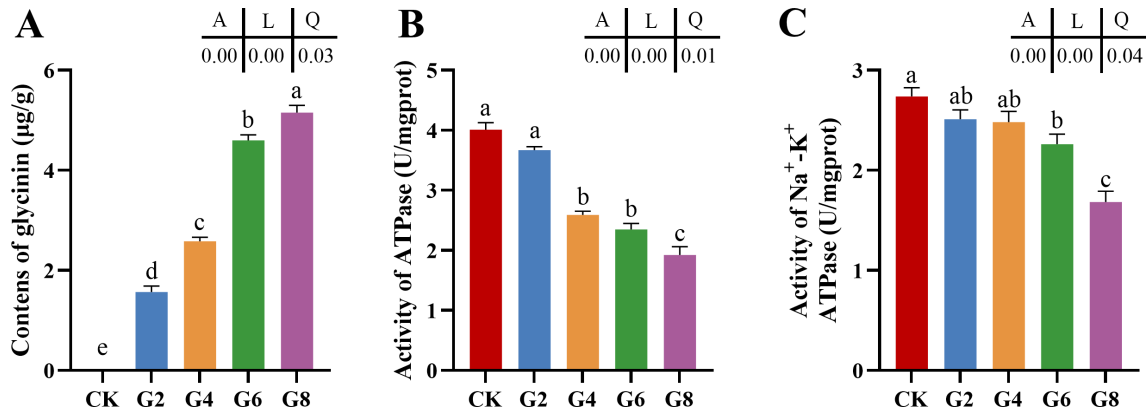 A
A L Q
0.00 0.00 0.03
Contens of glycinin (μg/g)
6
4
2
0
e
d
c
b
a
CK G2 G4 G6 G8
B
A L Q
0.00 0.00 0.01
Activity of ATPase (U/mgprot)
5
4
3
2
1
0
a
a
b
b
c
CK G2 G4 G6 G8
C
A L Q
0.00 0.00 0.04
Activity of Na⁺-K⁺
ATPase (U/mgprot)
3
2
1
0
a
ab
ab
b
c
CK G2 G4 G6 G8